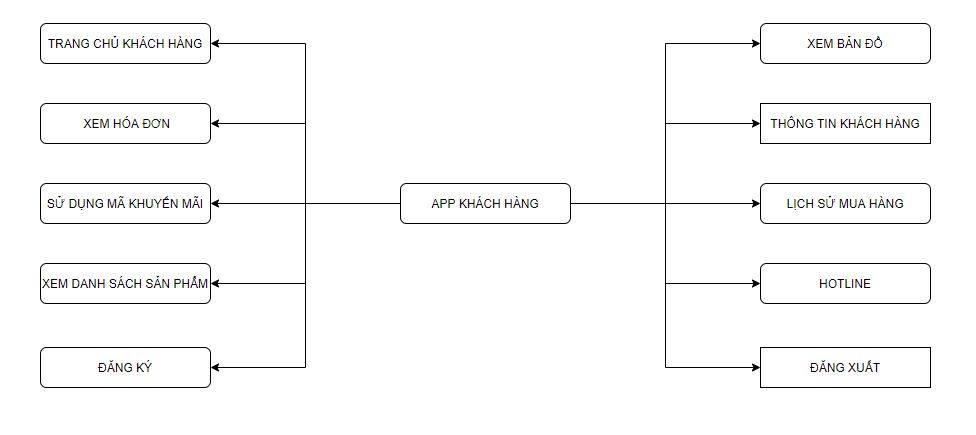 TRANG CHỦ KHÁCH HÀNG
XEM HÓA ĐƠN
SỬ DỤNG MÃ KHUYẾN MÃI
XEM DANH SÁCH SẢN PHẨM
ĐĂNG KÝ
APP KHÁCH HÀNG
XEM BẢN ĐỒ
THÔNG TIN KHÁCH HÀNG
LỊCH SỬ MUA HÀNG
HOTLINE
ĐĂNG XUẤT